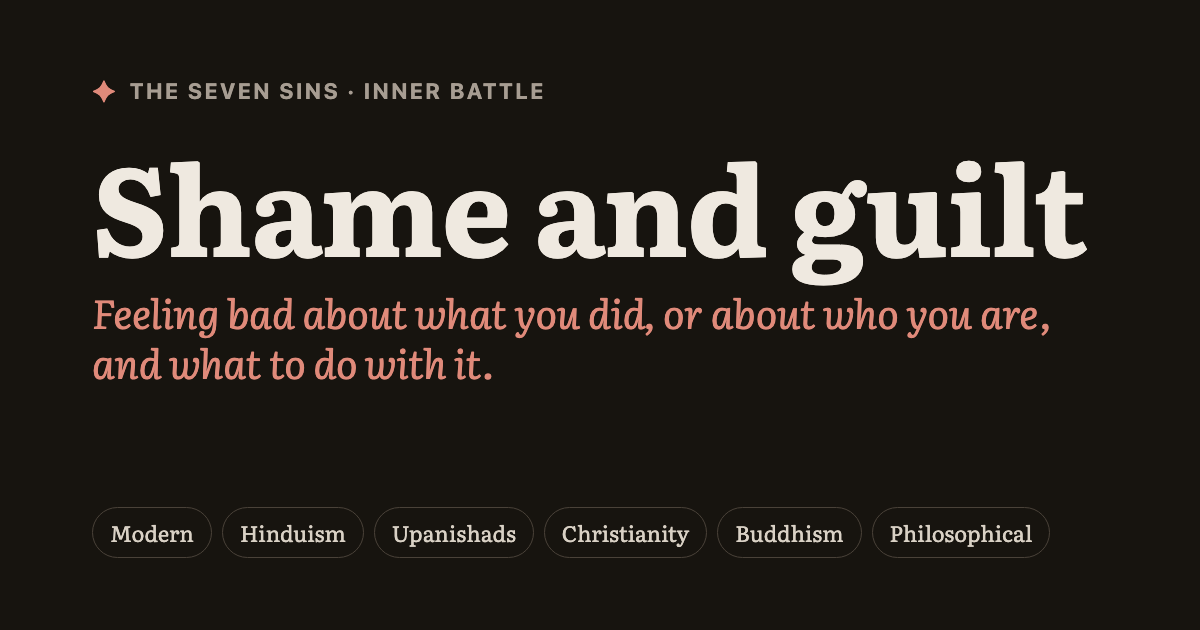 THE SEVEN SINS · INNER BATTLE
Shame and guilt
Feeling bad about what you did, or about who you are,
and what to do with it.
Modern
Hinduism
Upanishads
Christianity
Buddhism
Philosophical